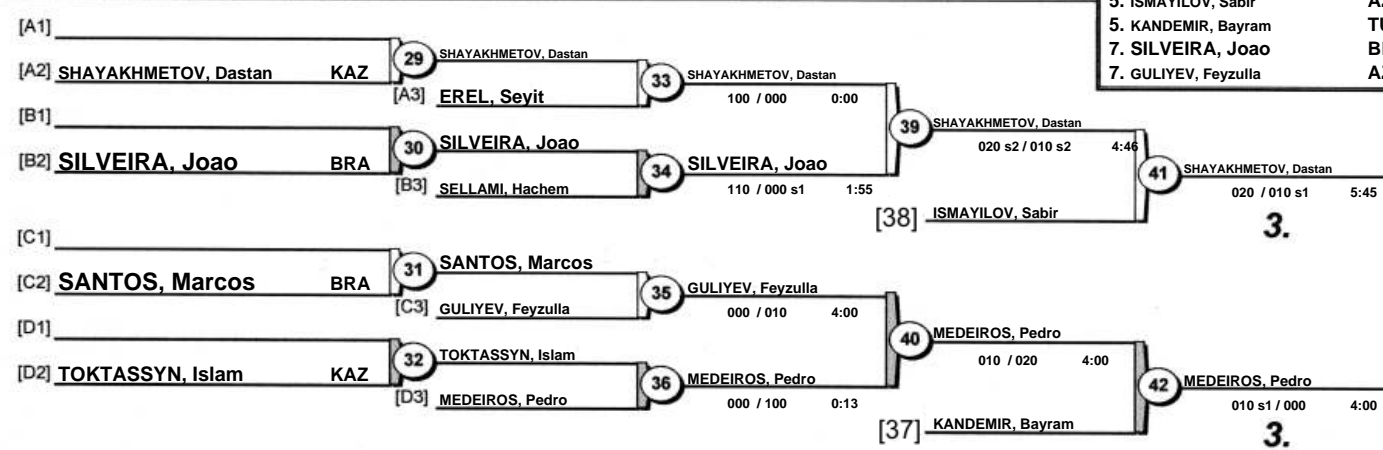 5. ISMAYILOV, Sabir
5. KANDEMIR, Bayram
7. SILVEIRA, Joao
7. GULIYEV, Feyzulla
[A1]
[A2] SHAYAKHMETOV, Dastan KAZ
29
SHAYAKHMETOV, Dastan
[A3] EREL, Seyit
33
SHAYAKHMETOV, Dastan
100 / 000 0:00
[B1]
[B2] SILVEIRA, Joao BRA
30
SILVEIRA, Joao
[B3] SELLAMI, Hachem
34
SILVEIRA, Joao
110 / 000 s1 1:55
39
SHAYAKHMETOV, Dastan
020 s2 / 010 s2 4:46
[38] ISMAYILOV, Sabir
41
SHAYAKHMETOV, Dastan
020 / 010 s1 5:45
3.
[C1]
[C2] SANTOS, Marcos BRA
31
SANTOS, Marcos
[C3] GULIYEV, Feyzulla
35
GULIYEV, Feyzulla
000 / 010 4:00
[D1]
[D2] TOKTASSYN, Islam KAZ
32
TOKTASSYN, Islam
[D3] MEDEIROS, Pedro
36
MEDEIROS, Pedro
000 / 100 0:13
40
MEDEIROS, Pedro
010 / 020 4:00
[37] KANDEMIR, Bayram
42
MEDEIROS, Pedro
010 s1 / 000 4:00
3.